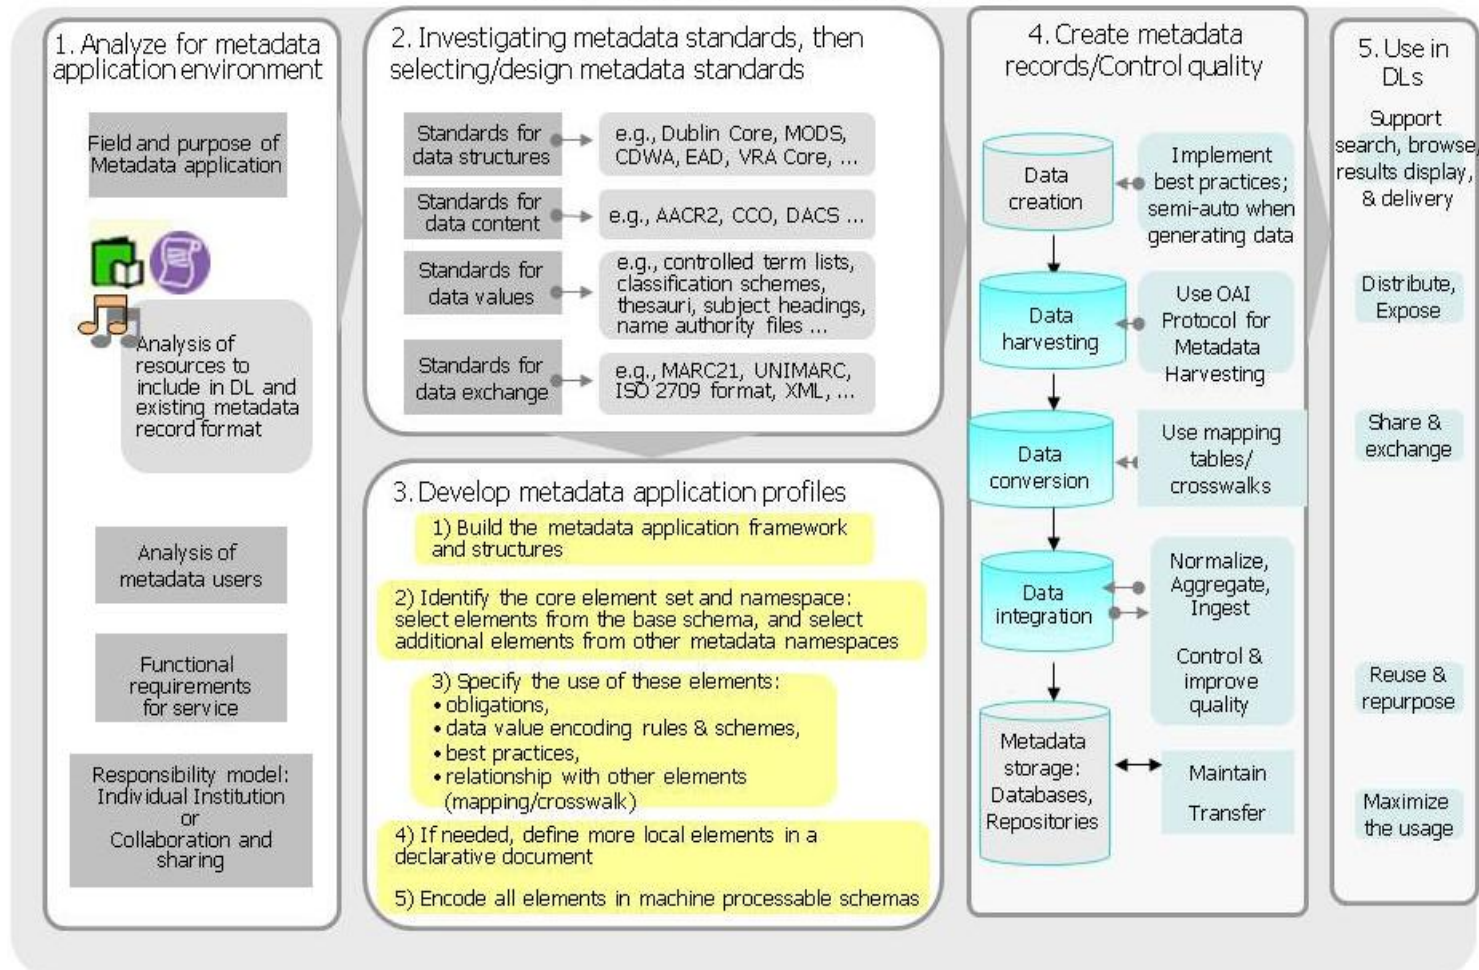 1. Analyze for metadata
application environment
Field and purpose of
Metadata application
Analysis of
resources to
include in DL and
existing metadata
record format
Analysis of
metadata users
Functional
requirements
for service
Responsibility model:
Individual Institution
or
Collaboration and
sharing
2. Investigating metadata standards, then
selecting/design metadata standards
Standards for
data structures
e.g., Dublin Core, MODS,
CDWA, EAD, VRA Core, ...
Standards for
data content
e.g., AACR2, CCO, DACS ...
Standards for
data values
e.g., controlled term lists,
classification schemes,
thesauri, subject headings,
name authority files ...
Standards for
data exchange
e.g., MARC21, UNIMARC,
ISO 2709 format, XML, ...
3. Develop metadata application profiles
1) Build the metadata application framework
and structures
2) Identify the core element set and namespace:
select elements from the base schema, and select
additional elements from other metadata namespaces
3) Specify the use of these elements:
• obligations,
• data value encoding rules & schemes,
• best practices,
• relationship with other elements
(mapping/crosswalk)
4) If needed, define more local elements in a
declarative document
5) Encode all elements in machine processable schemas
4. Create metadata
records/Control quality
Data
creation
Implement
best practices;
semi-auto when
generating data
Data
harvesting
Use OAI
Protocol for
Metadata
Harvesting
Data
conversion
Use mapping
tables/
crosswalks
Data
integration
Normalize,
Aggregate,
Ingest
Control &
improve
quality
Metadata
storage:
Databases,
Repositories
Maintain
Transfer
5. Use in
DLs
Support
search, browse,
results display,
& delivery
Distribute,
Expose
Share &
exchange
Reuse &
repurpose
Maximize
the usage